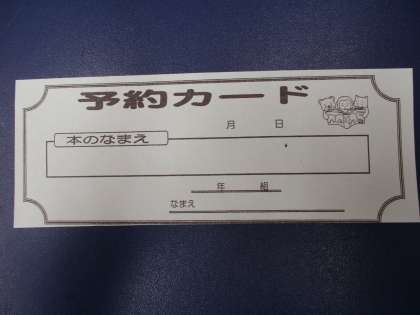 予約カード
月 日
本のなまえ
年 組
なまえ